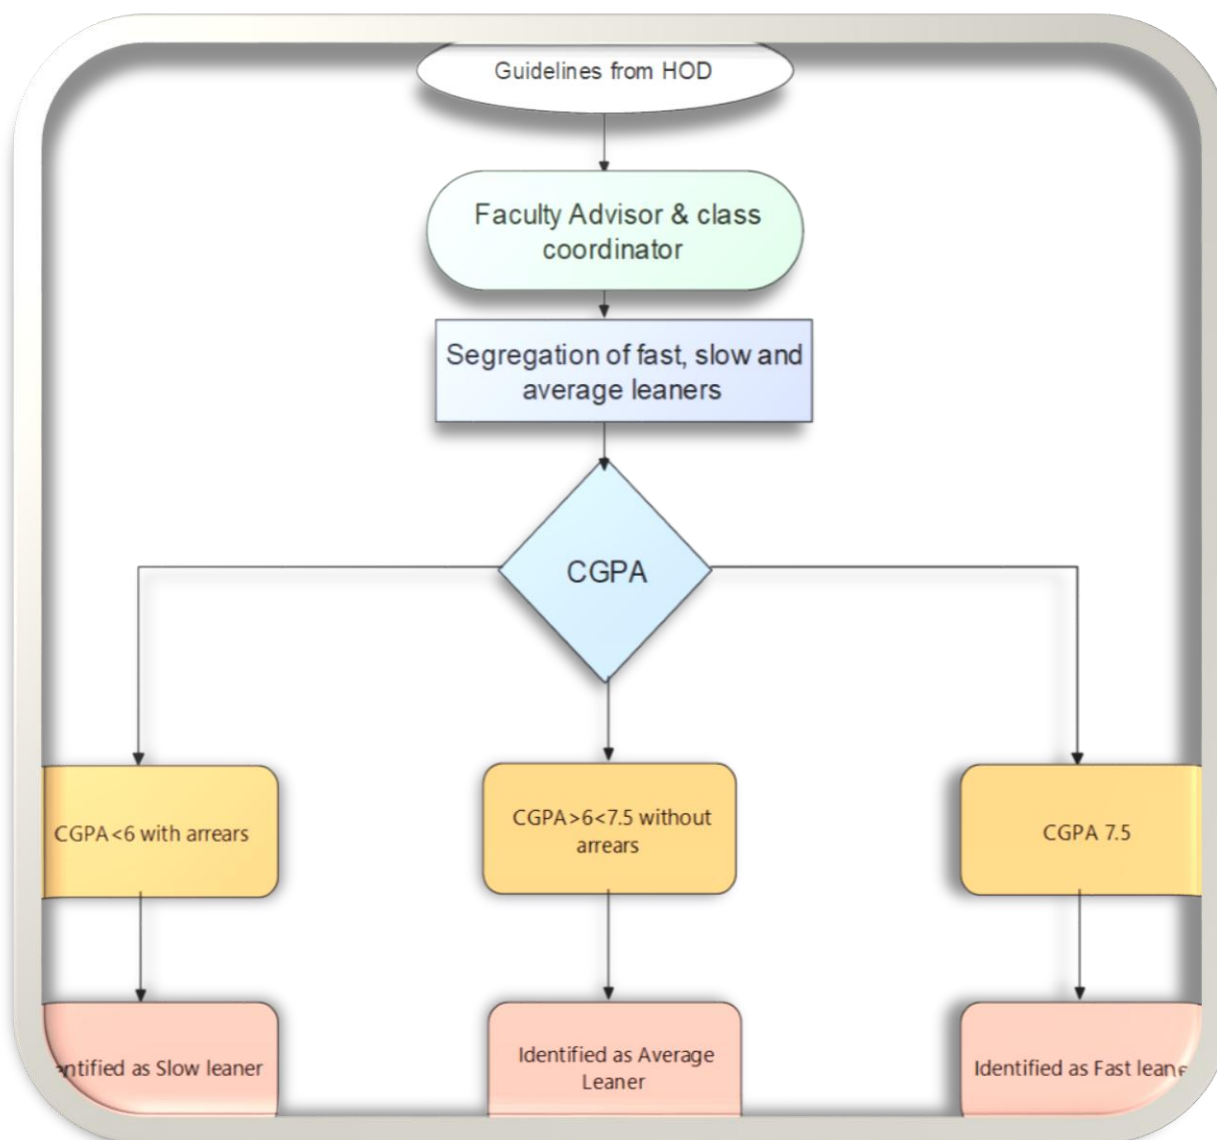 Guidelines from HOD
Faculty Advisor & class
coordinator
Segregation of fast, slow and
average leaners
CGPA
CGPA<6 with arrears
CGPA>6<7.5 without
arrears
CGPA 7.5
entified as Slow leaner
Identified as Average
Leaner
Identified as Fast leane